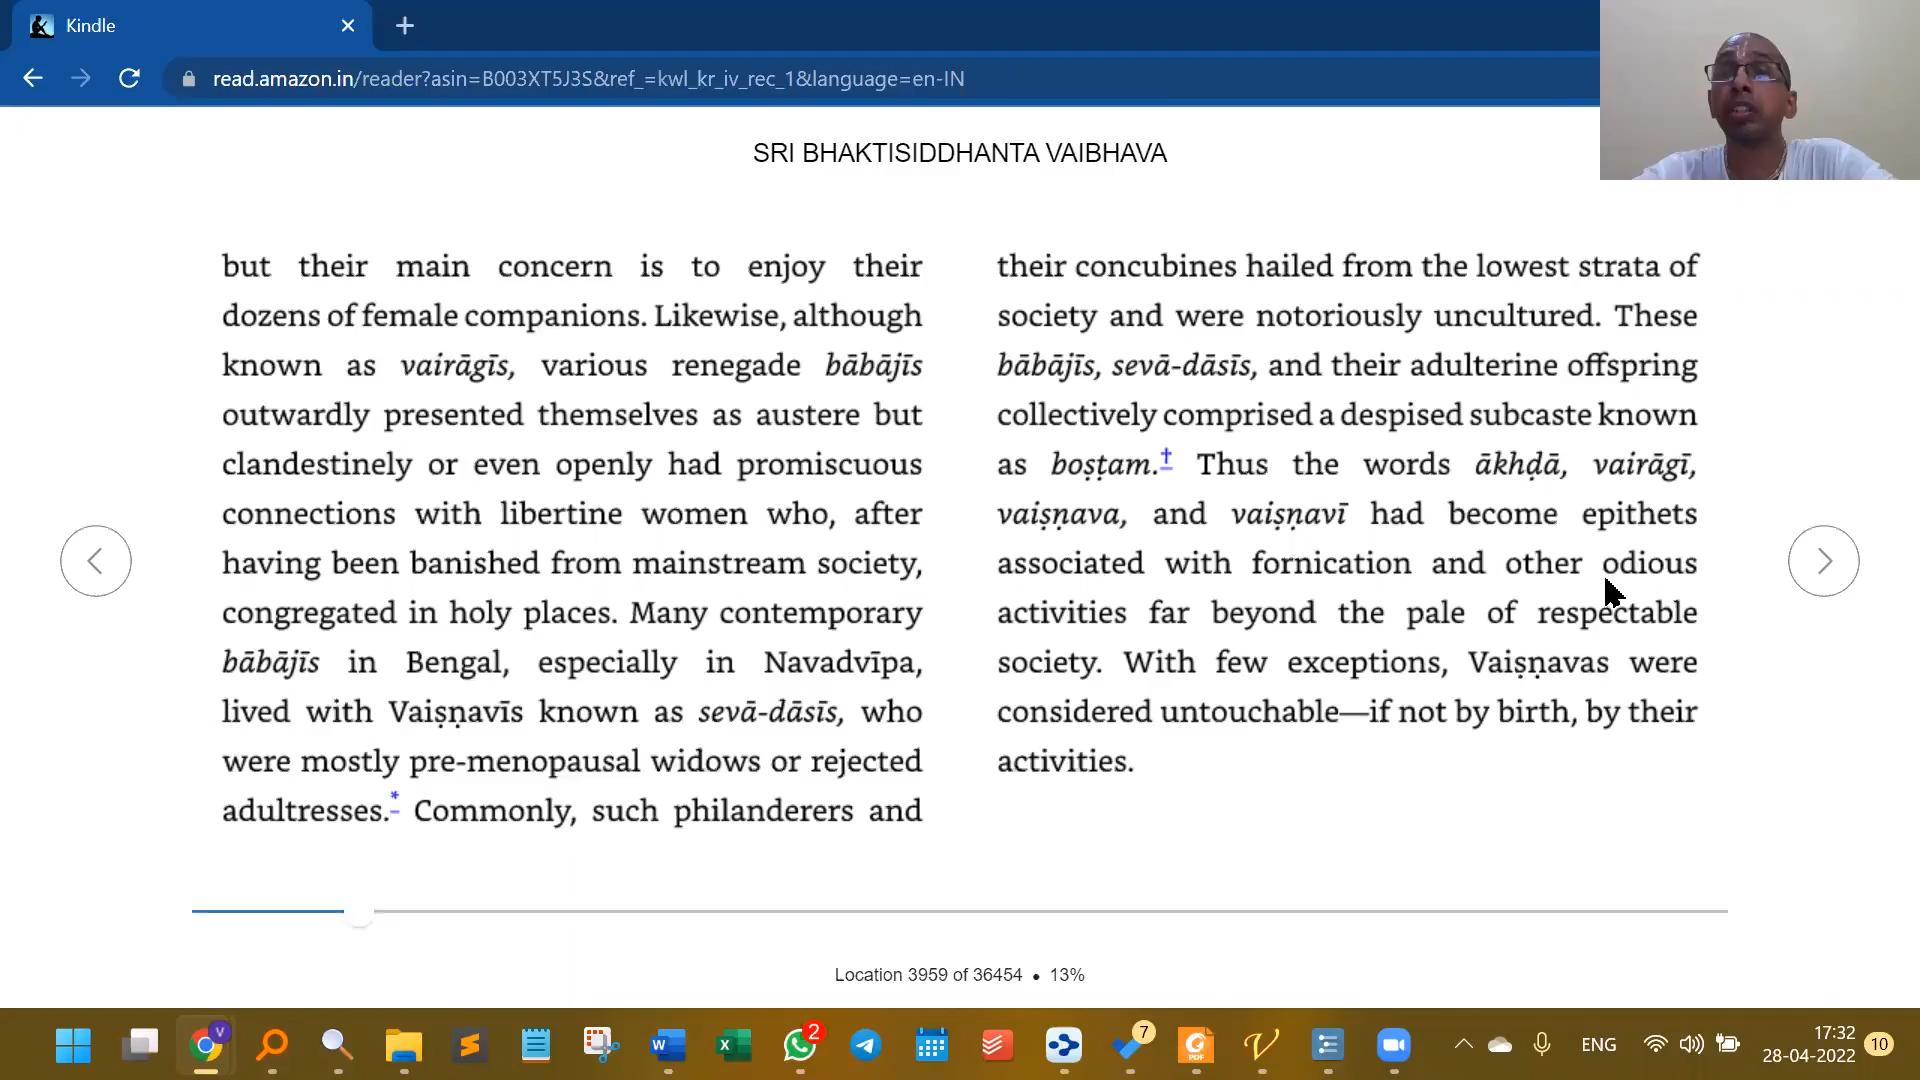 Kindle
read.amazon.in/reader?asin=B003XT5J3S&ref_=kwl_kr_iv_rec_1&language=en-IN
SRI BHAKTISIDDHANTA VAIBHAVA
but their main concern is to enjoy their
dozens of female companions. Likewise, although
known as vairāgīs, various renegade bābājīs
outwardly presented themselves as austere but
clandestinely or even openly had promiscuous
connections with libertine women who, after
having been banished from mainstream society,
congregated in holy places. Many contemporary
bābājīs in Bengal, especially in Navadvīpa,
lived with Vaiṣṇavīs known as sevā-dāsīs, who
were mostly pre-menopausal widows or rejected
adultresses.* Commonly, such philanderers and
their concubines hailed from the lowest strata of
society and were notoriously uncultured. These
bābājīs, sevā-dāsīs, and their adulterine offspring
collectively comprised a despised subcaste known
as boṣṭam.† Thus the words ākhḍā, vairāgī,
vaiṣṇava, and vaiṣṇavī had become epithets
associated with fornication and other odious
activities far beyond the pale of respectable
society. With few exceptions, Vaiṣṇavas were
considered untouchable—if not by birth, by their
activities.
Location 3959 of 36454 • 13%
V
W
X
2
7
PDF
ENG
17:32
28-04-2022
10